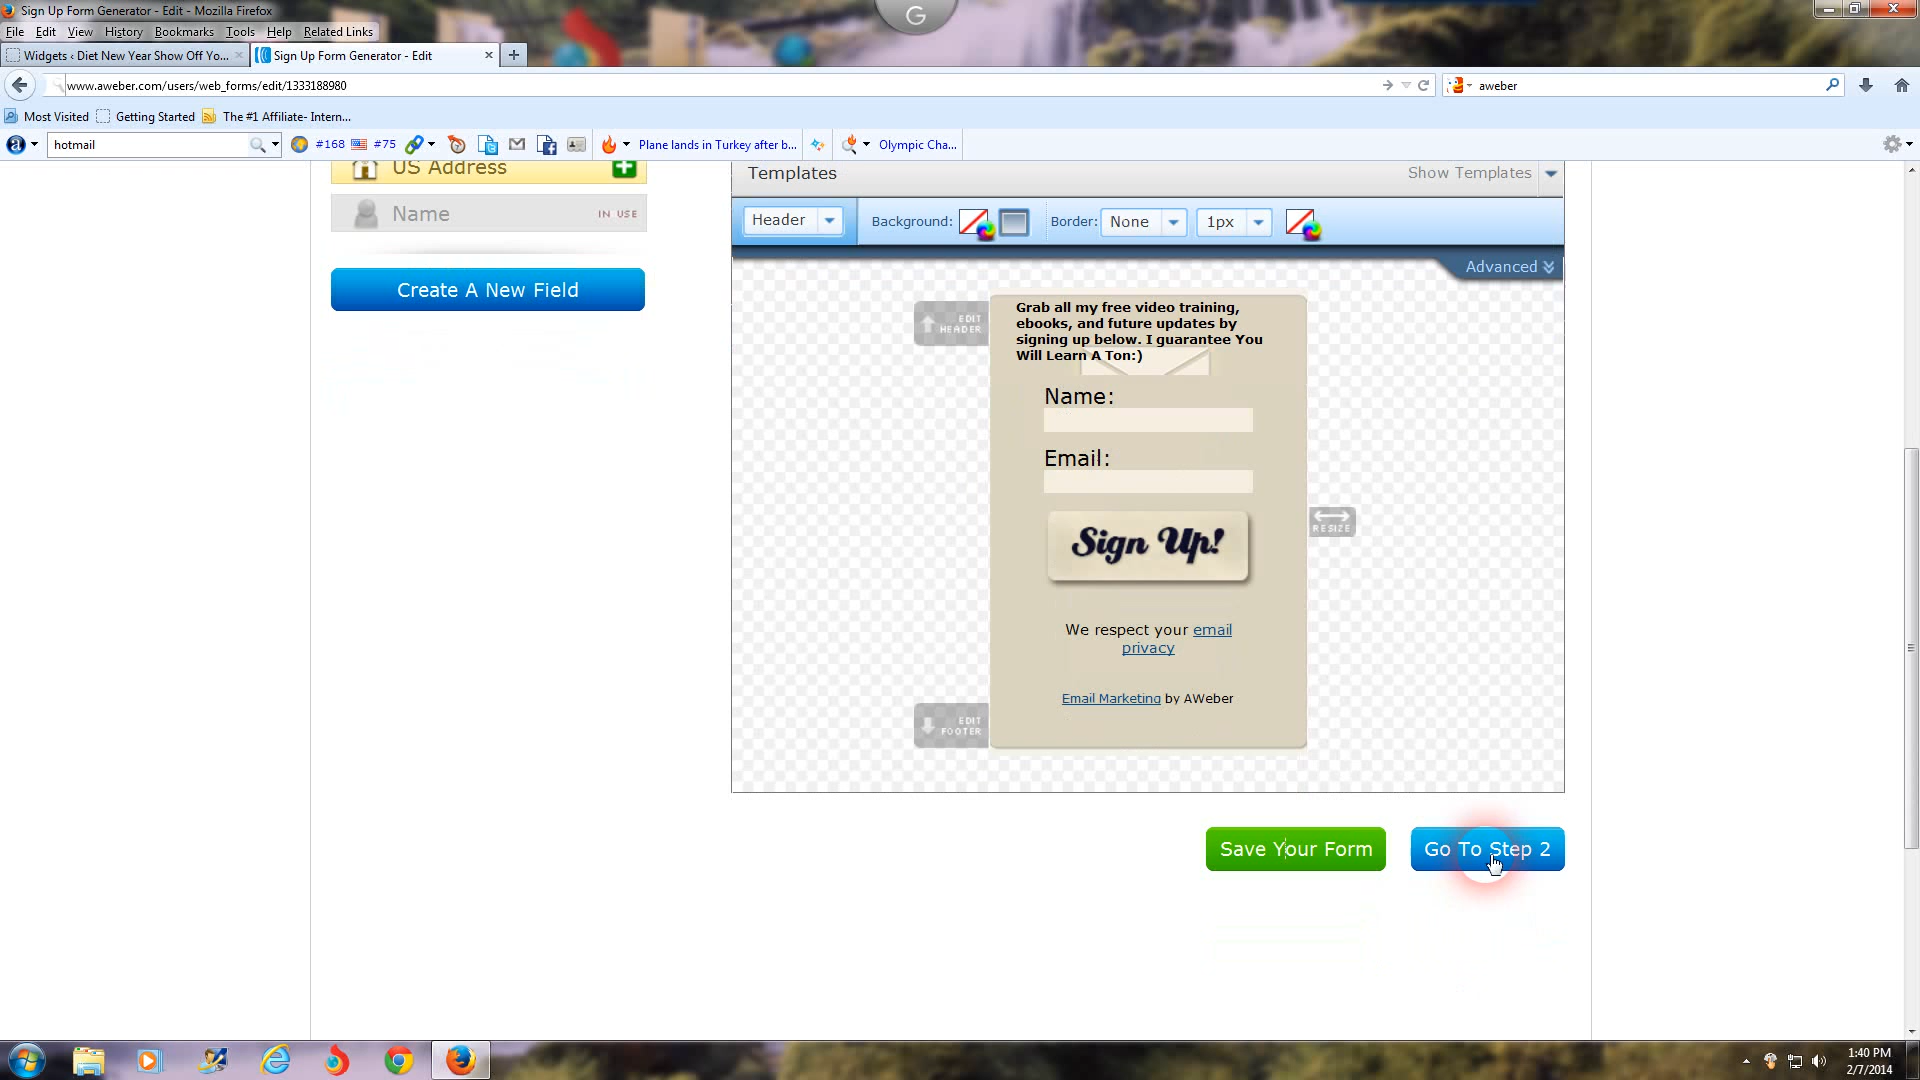 Sign Up Form Generator - Edit - Mozilla Firefox
File Edit View History Bookmarks Tools Help Related Links
Widgets ‹ Diet New Year Show Off Yo...
Sign Up Form Generator - Edit
www.aweber.com/users/web_forms/edit/1333188980
aweber
Most Visited Getting Started The #1 Affiliate- Intern...
hotmail
#168 #75
Plane lands in Turkey after b...
Olympic Cha...
US Address
Name IN USE
Create A New Field
Templates
Show Templates
Header
Background:
Border: None 1px
Advanced
EDIT
HEADER
Grab all my free video training,
ebooks, and future updates by
signing up below. I guarantee You
Will Learn A Ton:)
Name:
Email:
Sign Up!
RESIZE
We respect your email
privacy
Email Marketing by AWeber
EDIT
FOOTER
Save Your Form
Go To Step 2
1:40 PM
2/7/2014
G